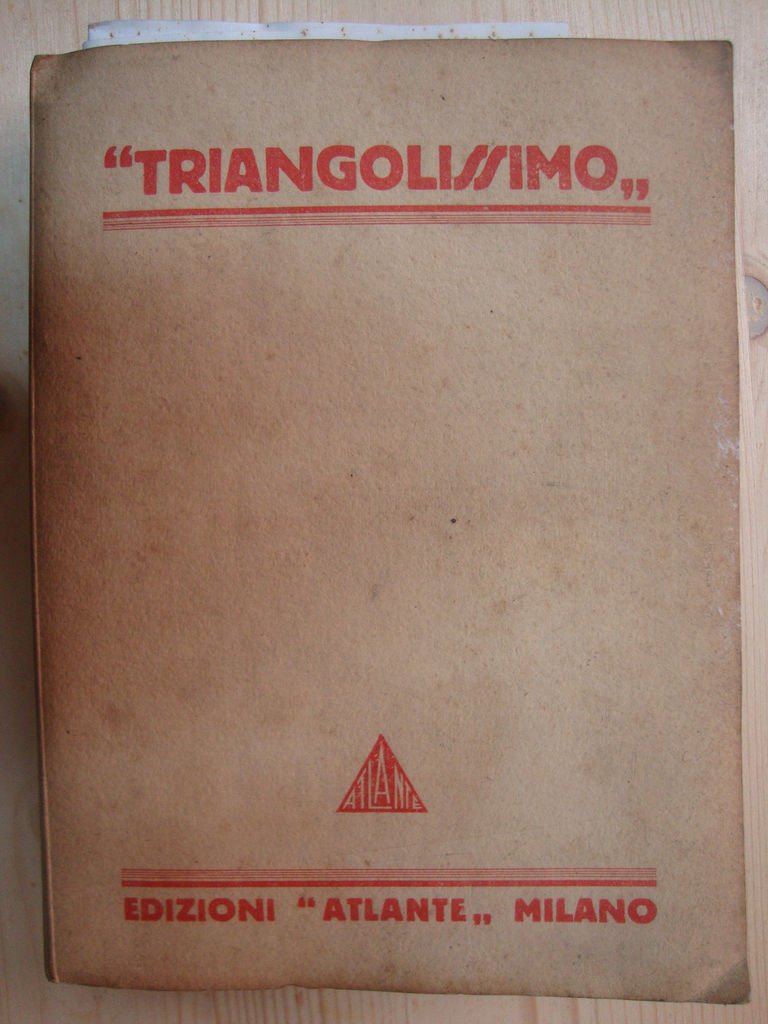 “TRIANGOLISSIMO„
ATLANTE
EDIZIONI “ATLANTE„ MILANO